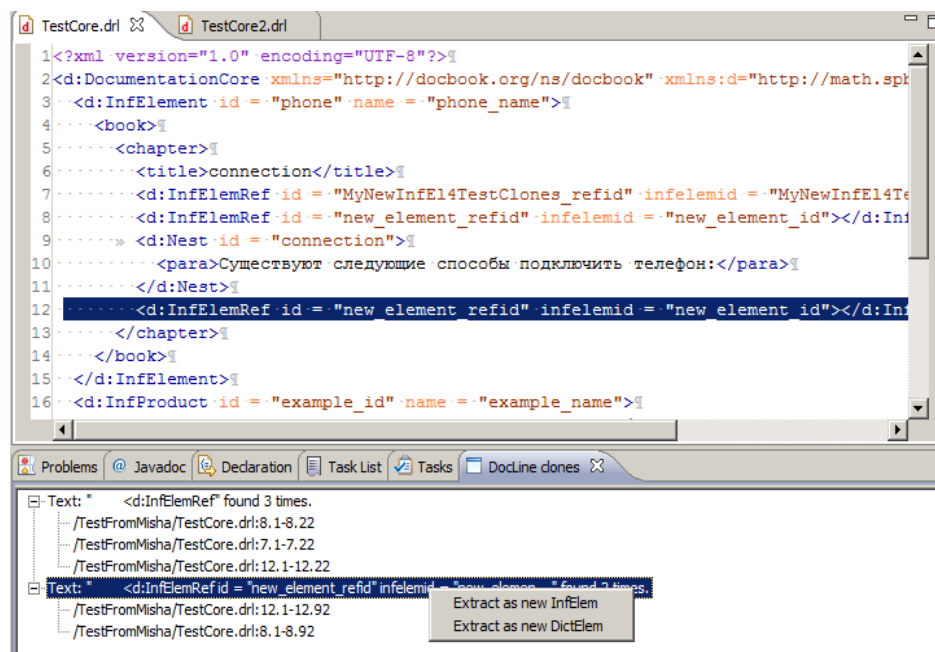 TestCore.drl
TestCore2.drl
1<?xml version="1.0" encoding="UTF-8"?>¶
2<d:DocumentationCore xmlns="http://docbook.org/ns/docbook" xmlns:d="http://math.spb
3 <d:InfElement id = "phone" name = "phone_name">¶
4 <book>¶
5 <chapter>¶
6 <title>connection</title>¶
7 <d:InfElemRef id = "MyNewInfEl4TestClones_refid" infelemid = "MyNewInfEl4Te
8 <d:InfElemRef id = "new_element_refid" infelemid = "new_element_id"></d:Inf
9 » <d:Nest id = "connection">¶
10 <para>Существуют следующие способы подключить телефон:</para>¶
11 </d:Nest>¶
12 <d:InfElemRef id = "new_element_refid" infelemid = "new_element_id"></d:Inf
13 </chapter>¶
14 </book>¶
15 </d:InfElement>¶
16 <d:InfProduct id = "example_id" name = "example_name">¶
Problems @ Javadoc Declaration Task List Tasks DocLine clones
Text: " <d:InfElemRef" found 3 times.
/TestFromMisha/TestCore.drl:8.1-8.22
/TestFromMisha/TestCore.drl:7.1-7.22
/TestFromMisha/TestCore.drl:12.1-12.22
Text: " <d:InfElemRef id = "new_element_refid" infelemid = "new_elemen..." found 2 times.
/TestFromMisha/TestCore.drl:12.1-12.92
/TestFromMisha/TestCore.drl:8.1-8.92
Extract as new InfElem
Extract as new DictElem